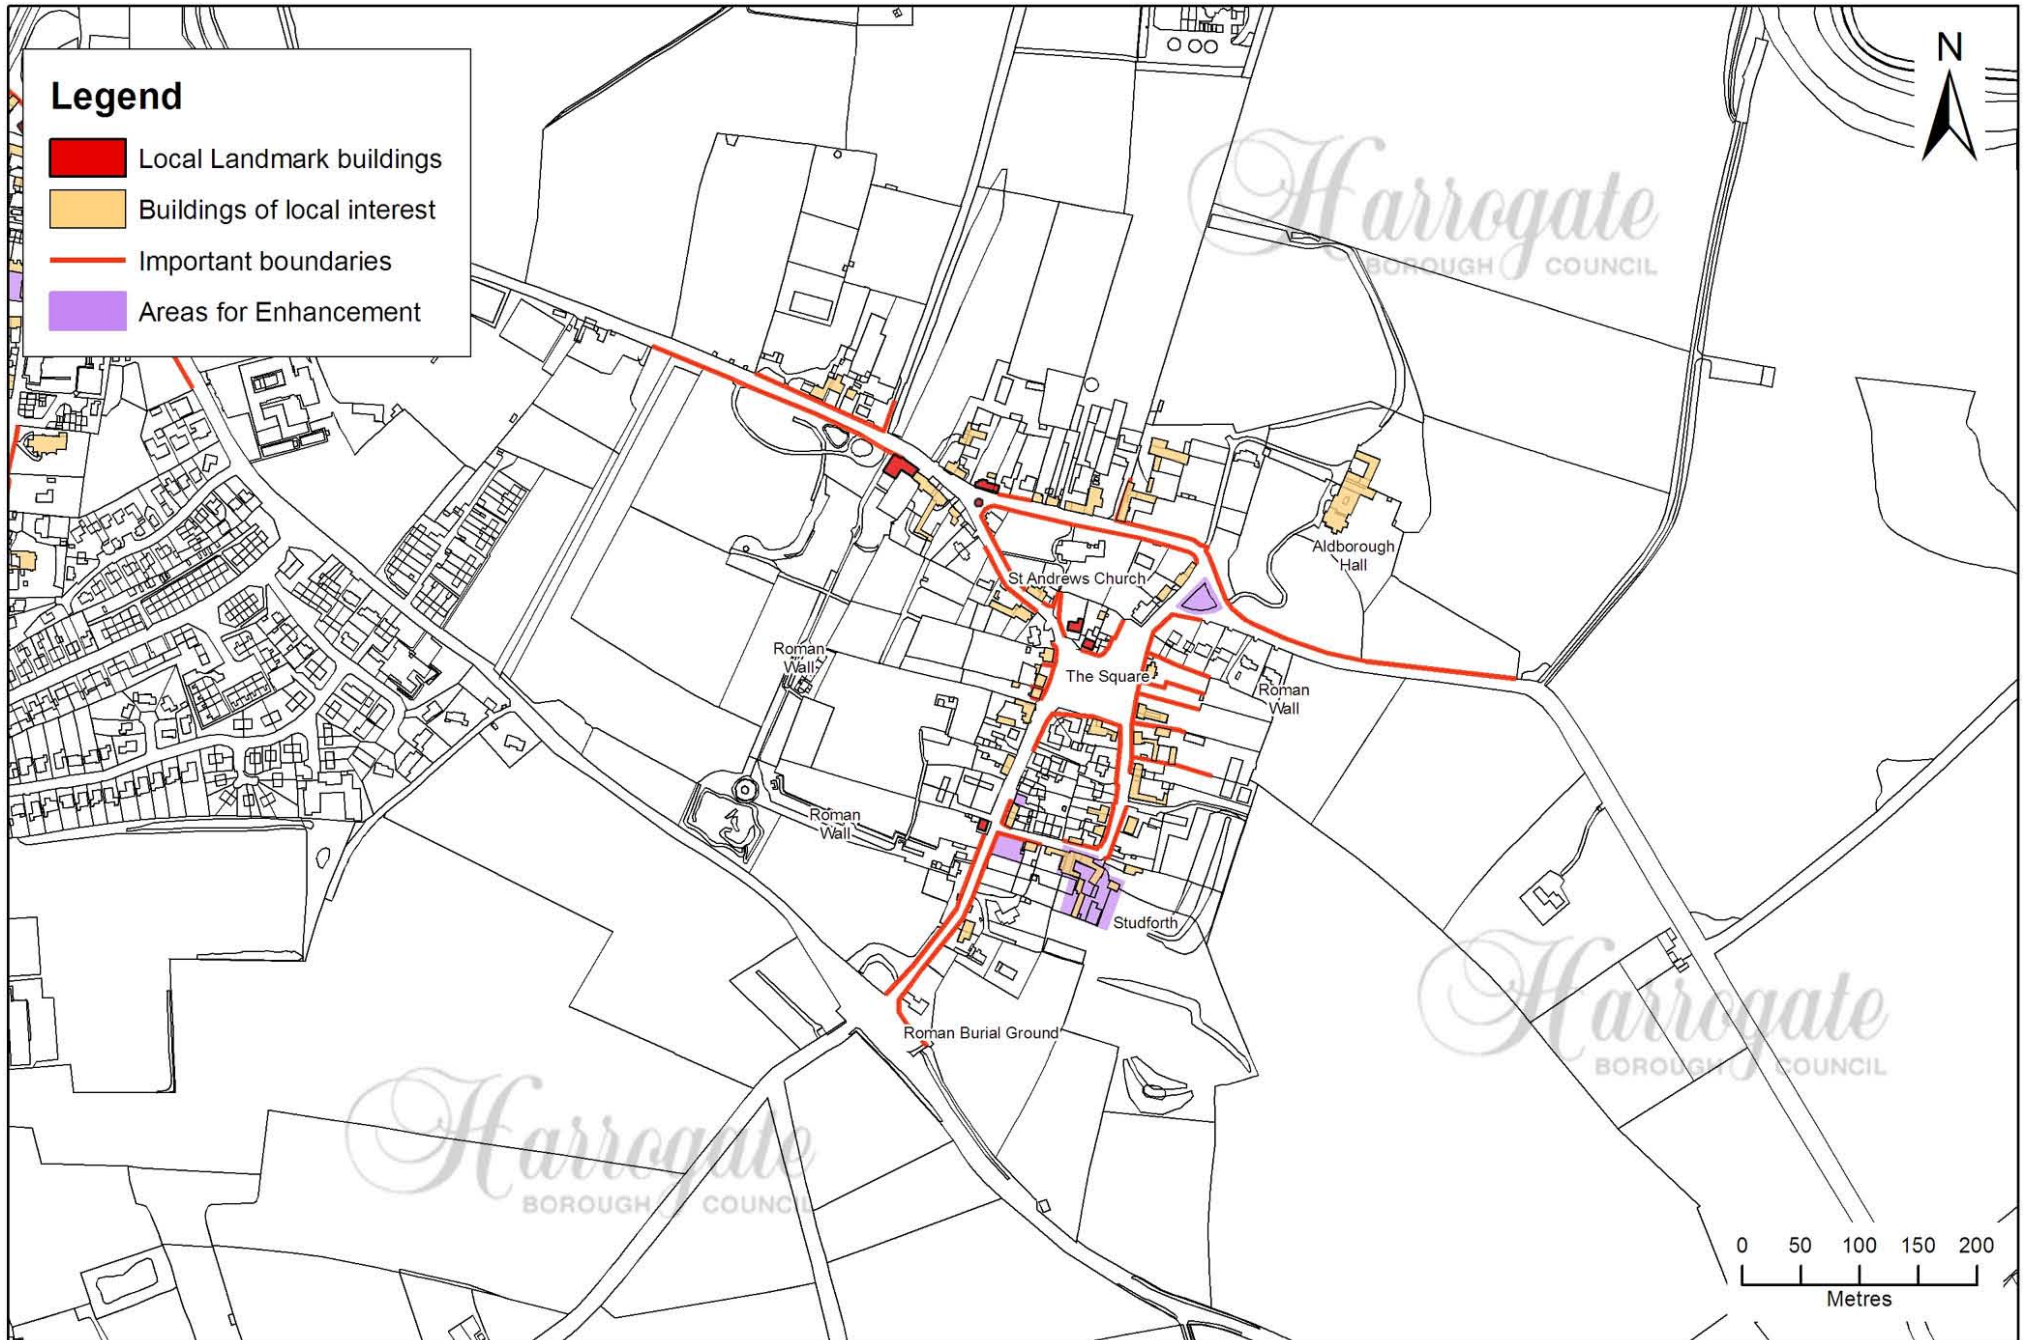 Legend
Local Landmark buildings
Buildings of local interest
Important boundaries
Areas for Enhancement
N
Harrogate
BOROUGH COUNCIL
Aldborough
Hall
St Andrews Church
Roman
Wall
The Square
Roman
Wall
Roman
Wall
Studforth
Harrogate
BOROUGH COUNCIL
Roman Burial Ground
Harrogate
BOROUGH COUNCIL
0 50 100 150 200
Metres